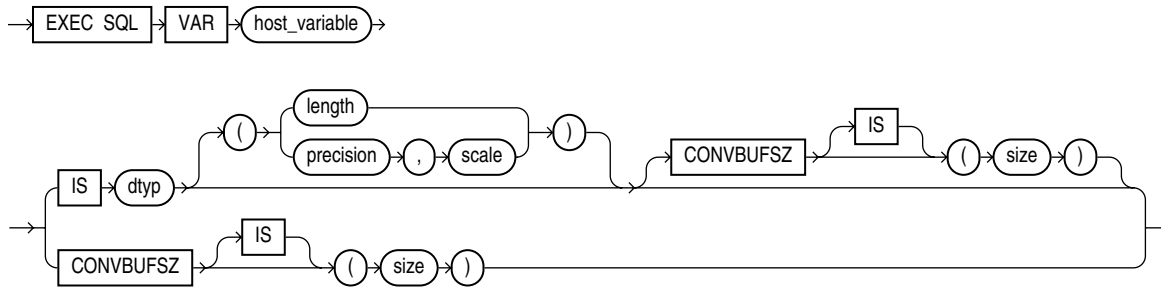 EXEC SQL VAR host_variable
length
( precision , scale )
IS
CONVBUFSZ ( size )
IS dtyp
IS
CONVBUFSZ ( size )